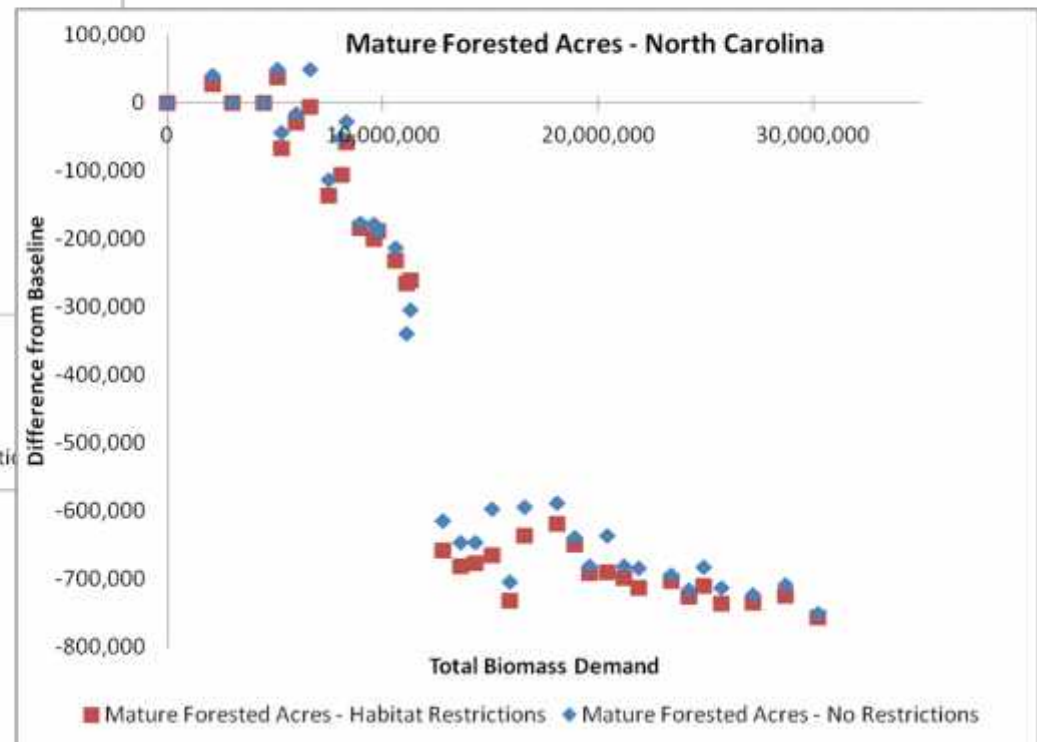 Mature Forested Acres - North Carolina
100,000
0
-100,000
-200,000
-300,000
-400,000
-500,000
-600,000
-700,000
-800,000
0
10,000,000
20,000,000
30,000,000
Difference from Baseline
Total Biomass Demand
Mature Forested Acres - Habitat Restrictions
Mature Forested Acres - No Restrictions